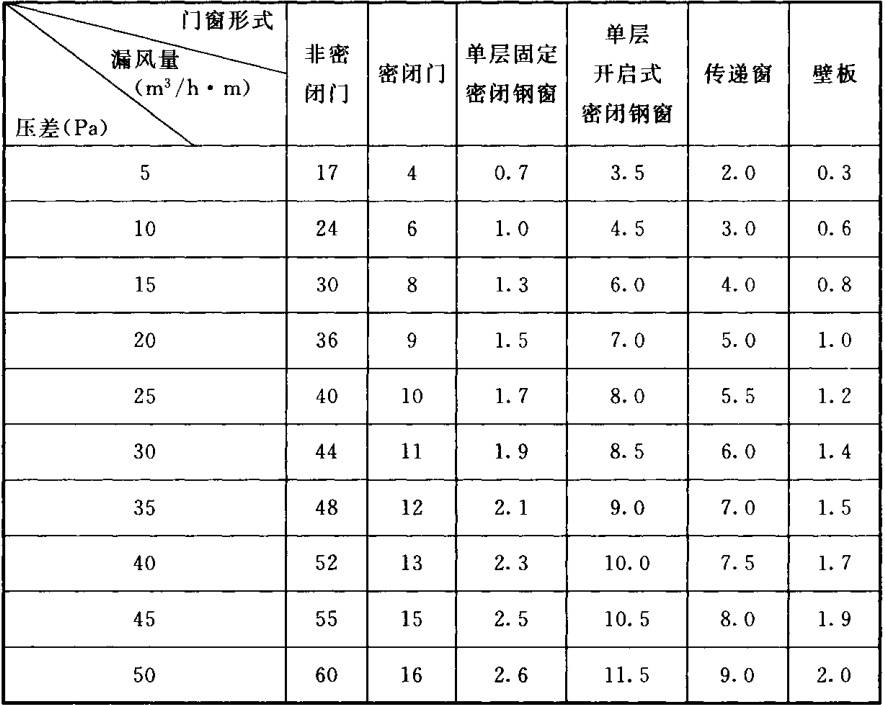 门窗形式
漏风量
(m³/h·m)
压差(Pa)
非密
闭门
密闭门
单层固定
密闭钢窗
单层
开启式
密闭钢窗
传递窗
壁板
5 17 4 0.7 3.5 2.0 0.3
10 24 6 1.0 4.5 3.0 0.6
15 30 8 1.3 6.0 4.0 0.8
20 36 9 1.5 7.0 5.0 1.0
25 40 10 1.7 8.0 5.5 1.2
30 44 11 1.9 8.5 6.0 1.4
35 48 12 2.1 9.0 7.0 1.5
40 52 13 2.3 10.0 7.5 1.7
45 55 15 2.5 10.5 8.0 1.9
50 60 16 2.6 11.5 9.0 2.0